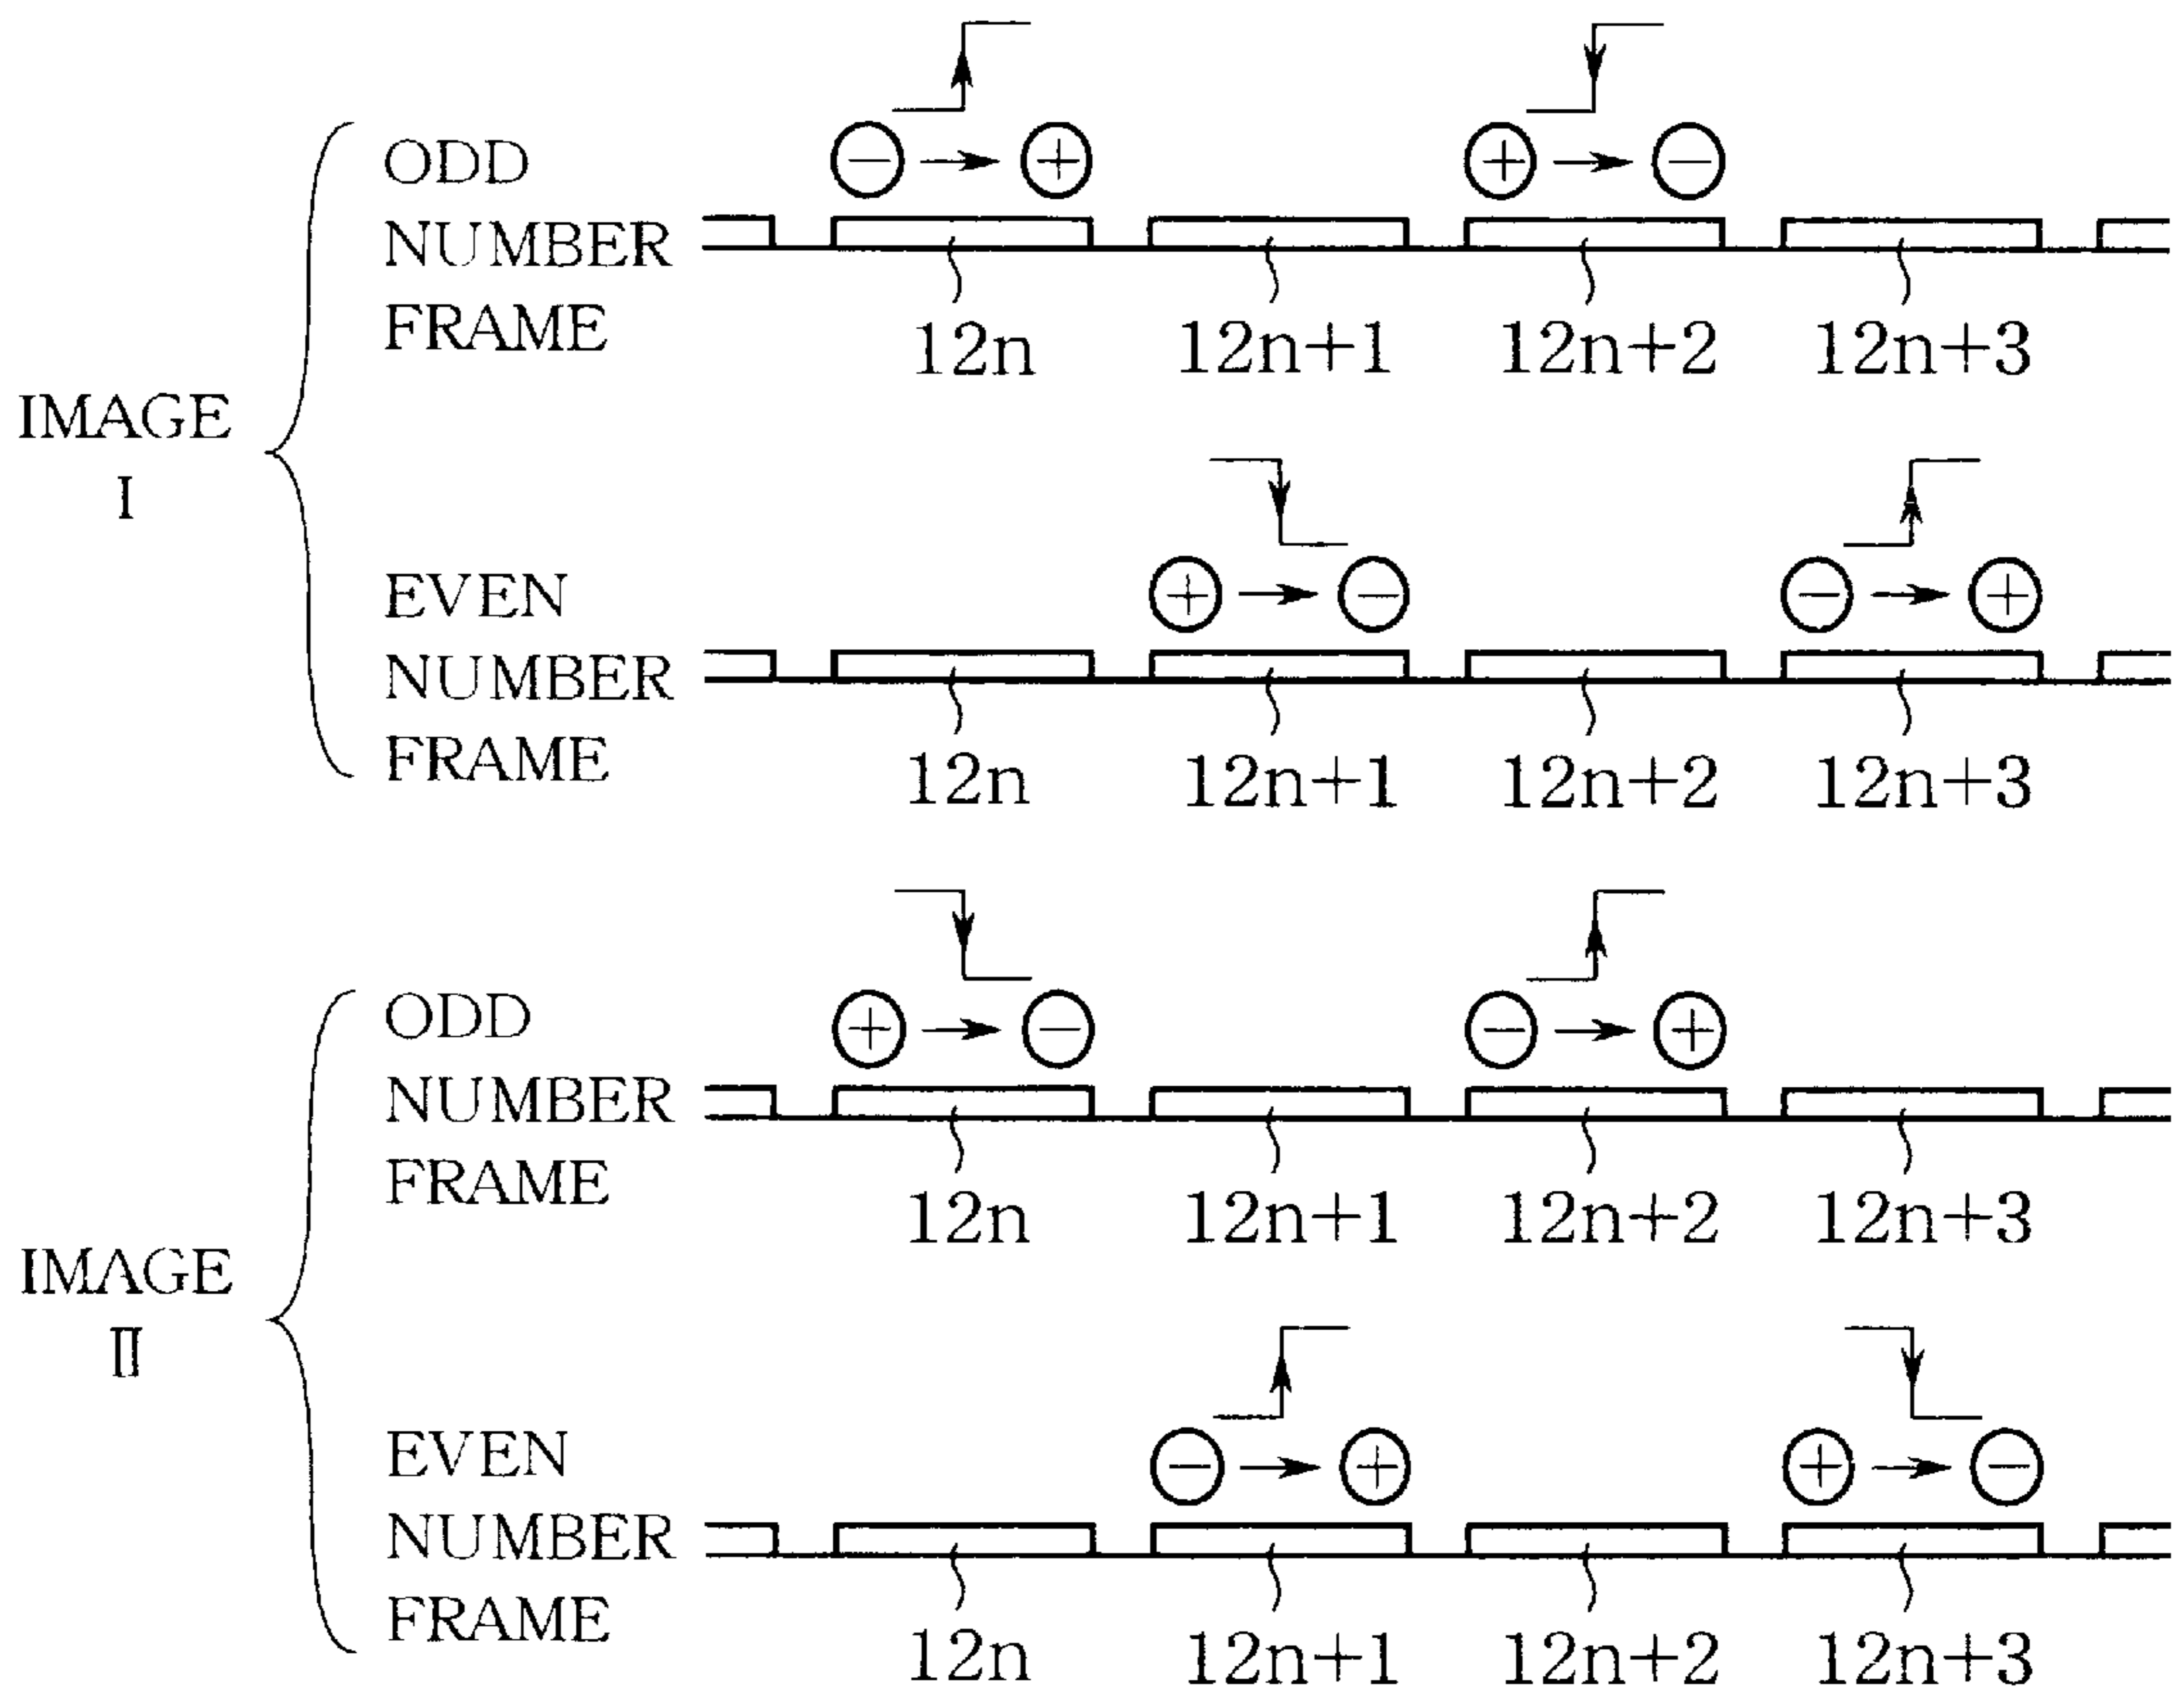 ⊖ → ⊕ ⊕ → ⊖
ODD
NUMBER
FRAME
12n 12n+1 12n+2 12n+3
IMAGE
I
⊕ → ⊖ ⊖ → ⊕
EVEN
NUMBER
FRAME
12n 12n+1 12n+2 12n+3
⊕ → ⊖ ⊖ → ⊕
ODD
NUMBER
FRAME
12n 12n+1 12n+2 12n+3
IMAGE
II
⊖ → ⊕ ⊕ → ⊖
EVEN
NUMBER
FRAME
12n 12n+1 12n+2 12n+3